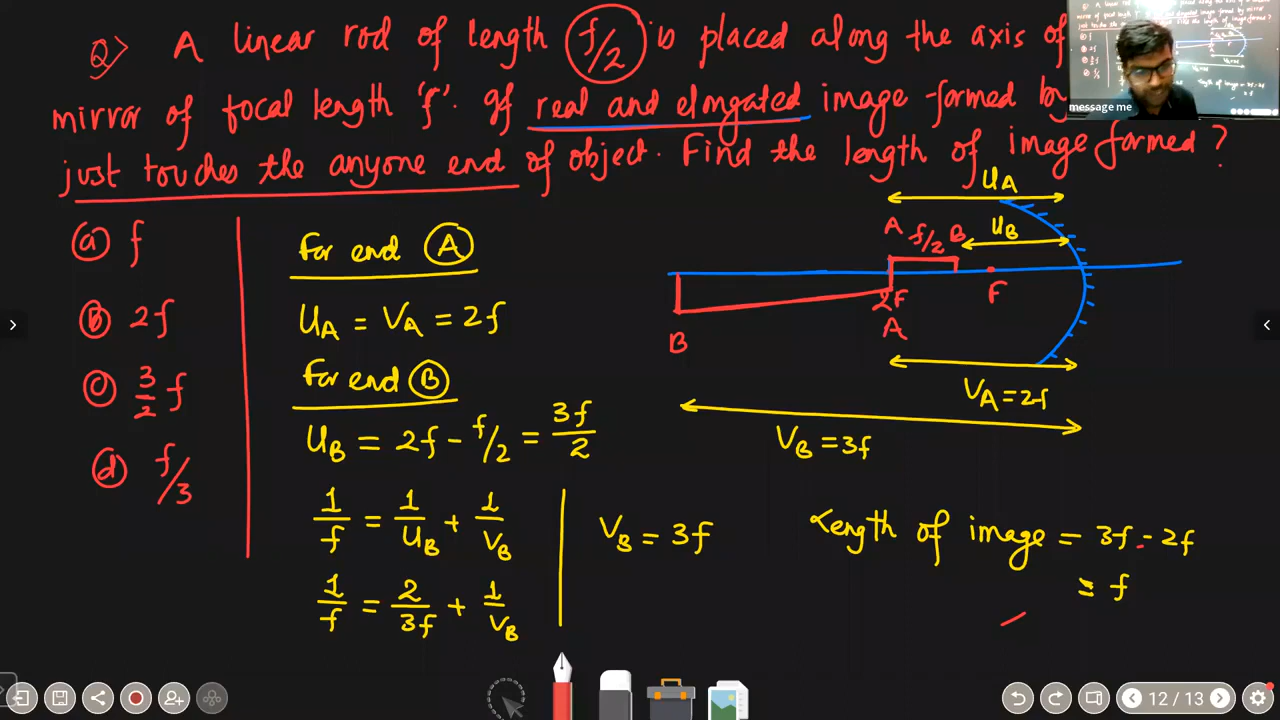 Q> A linear rod of length f/2 is placed along the axis of
mirror of focal length 'f'. If real and elongated image formed by
just touches the anyone end of object. Find the length of image formed ?
message me
(a) f
(b) 2f
(c) 3/2 f
(d) f/3
For end (A)
U_A = V_A = 2f
For end (B)
U_B = 2f - f/2 = 3f/2
1/f = 1/U_B + 1/V_B
1/f = 2/3f + 1/V_B
V_B = 3f
U_A
A f/2 B
U_B
2F
F
A
B
V_A = 2f
V_B = 3f
Length of image = 3f - 2f
= f
12 / 13